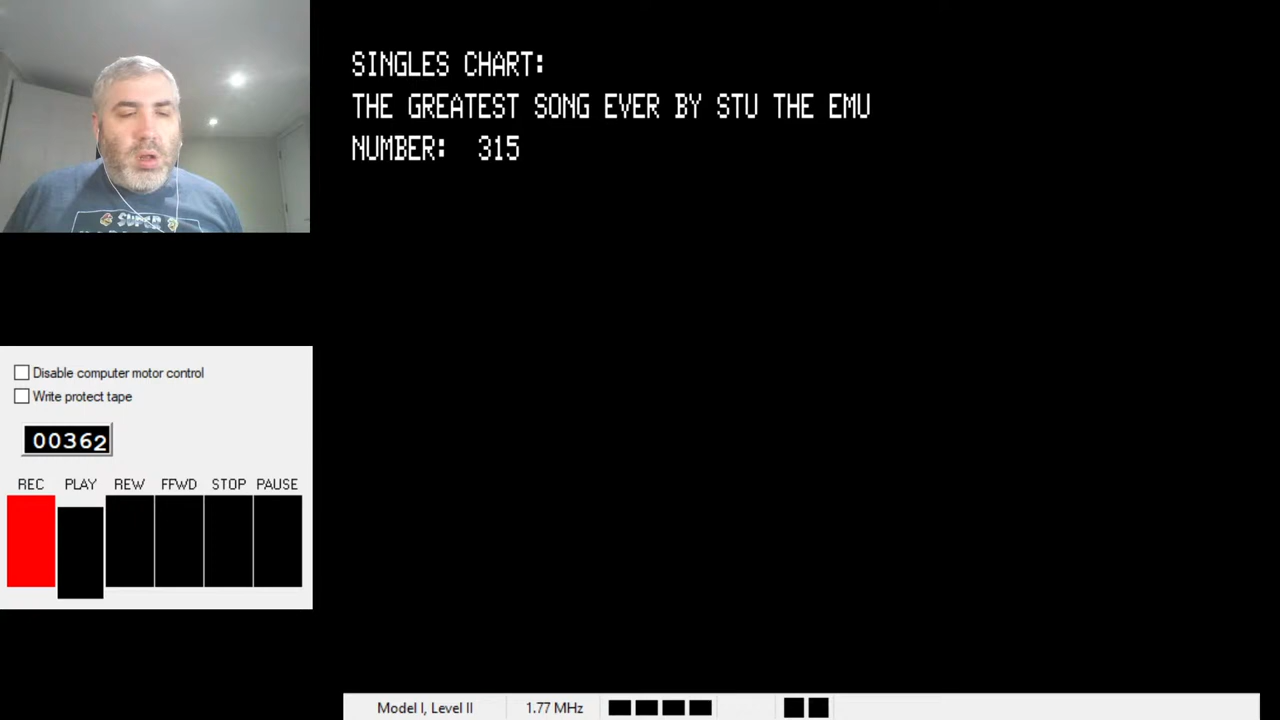 SUPER
SINGLES CHART:
THE GREATEST SONG EVER BY STU THE EMU
NUMBER: 315
Disable computer motor control
Write protect tape
00362
REC PLAY REW FFWD STOP PAUSE
Model I, Level II 1.77 MHz